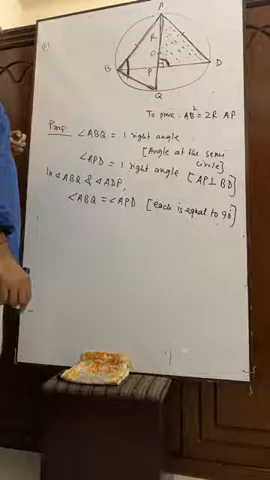 c)
A
R
O
B
P
D
Q
To prove: AB² = 2R·AP
Proof: ∠ABQ = 1 right angle
[Angle at the semi circle]
∠APD = 1 right angle [AP⊥BD]
In △ABQ & △ADP,
∠ABQ = ∠APD [each is equal to 90]